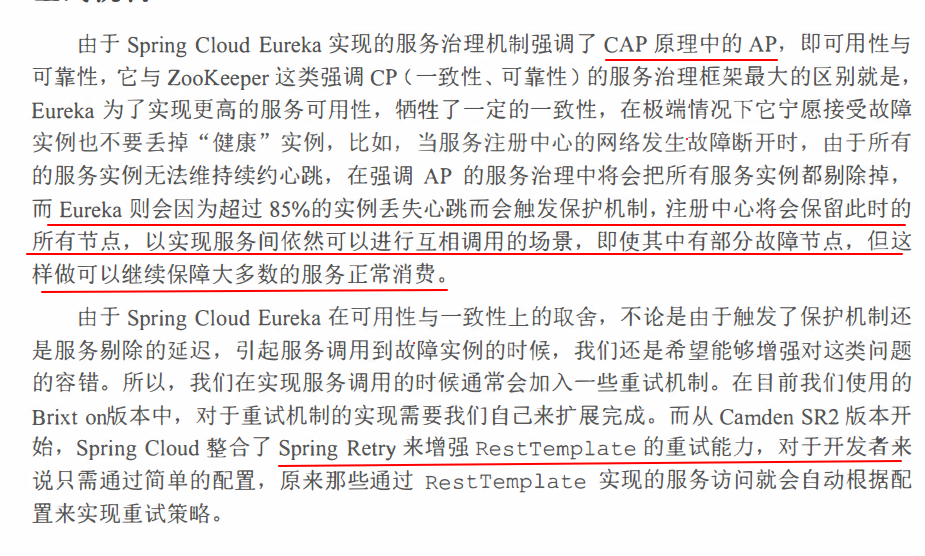 由于 Spring Cloud Eureka 实现的服务治理机制强调了 CAP 原理中的 AP，即可用性与
可靠性，它与 ZooKeeper 这类强调 CP（一致性、可靠性）的服务治理框架最大的区别就是，
Eureka 为了实现更高的服务可用性，牺牲了一定的一致性，在极端情况下它宁愿接受故障
实例也不要丢掉“健康”实例，比如，当服务注册中心的网络发生故障断开时，由于所有
的服务实例无法维持续约心跳，在强调 AP 的服务治理中将会把所有服务实例都剔除掉，
而 Eureka 则会因为超过 85%的实例丢失心跳而会触发保护机制，注册中心将会保留此时的
所有节点，以实现服务间依然可以进行互相调用的场景，即使其中有部分故障节点，但这
样做可以继续保障大多数的服务正常消费。
由于 Spring Cloud Eureka 在可用性与一致性上的取舍，不论是由于触发了保护机制还
是服务剔除的延迟，引起服务调用到故障实例的时候，我们还是希望能够增强对这类问题
的容错。所以，我们在实现服务调用的时候通常会加入一些重试机制。在目前我们使用的
Brixt on版本中，对于重试机制的实现需要我们自己来扩展完成。而从 Camden SR2 版本开
始，Spring Cloud 整合了 Spring Retry 来增强 RestTemplate 的重试能力，对于开发者来
说只需通过简单的配置，原来那些通过 RestTemplate 实现的服务访问就会自动根据配
置来实现重试策略。